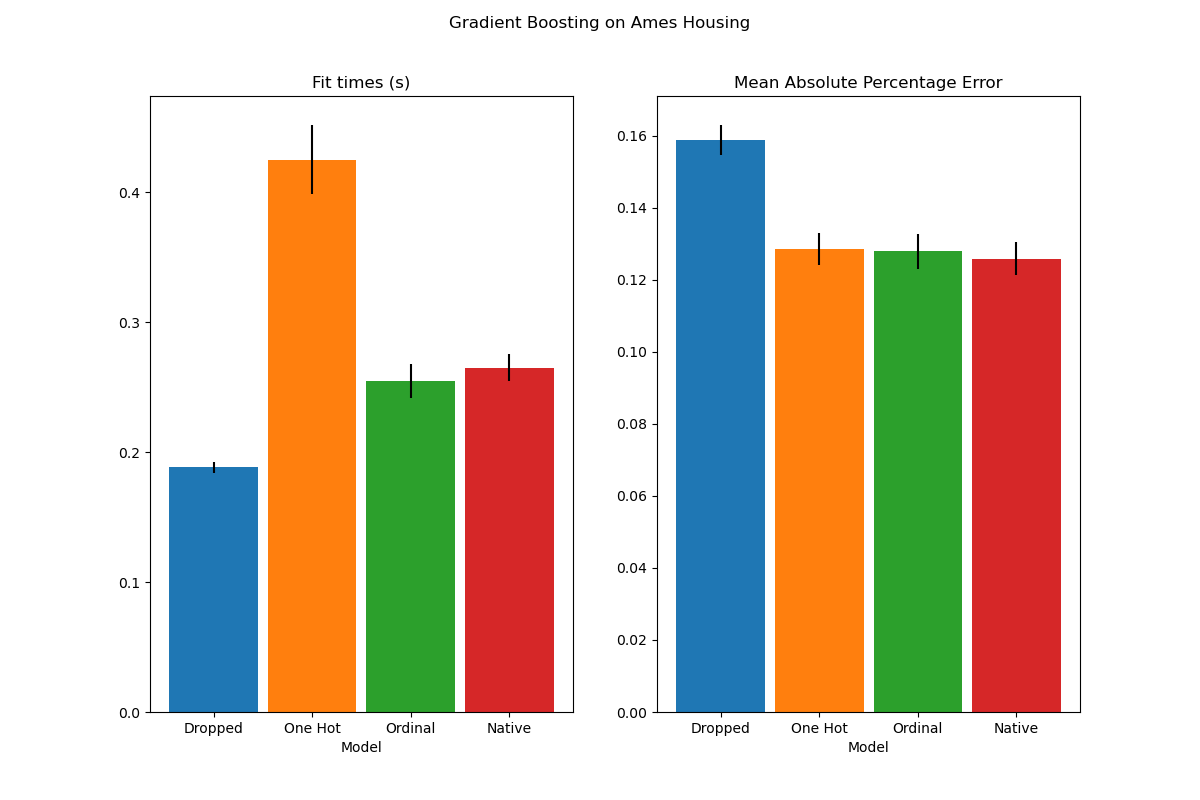 Gradient Boosting on Ames Housing
Fit times (s)
0.4
0.3
0.2
0.1
0.0
Dropped One Hot Ordinal Native
Model
Mean Absolute Percentage Error
0.16
0.14
0.12
0.10
0.08
0.06
0.04
0.02
0.00
Dropped One Hot Ordinal Native
Model